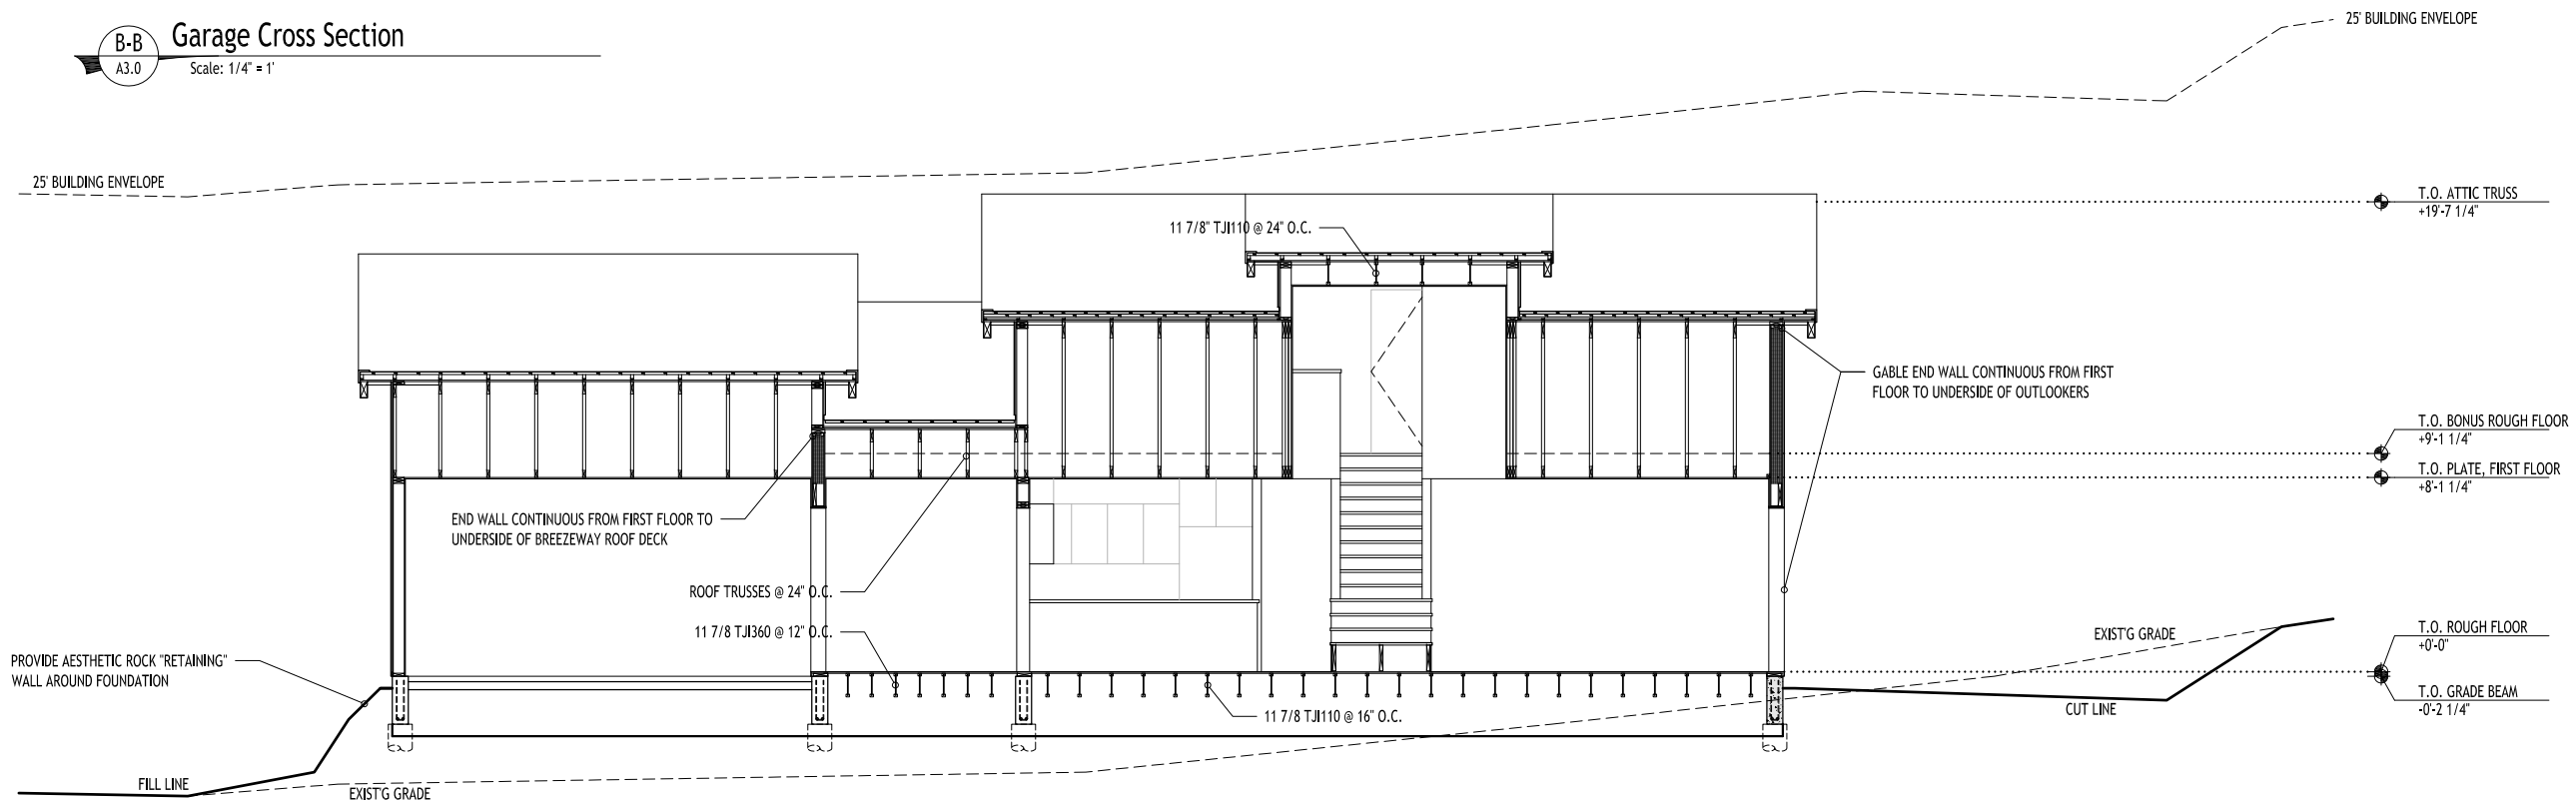 B-B
A3.0
Garage Cross Section
Scale: 1/4" = 1'
25' BUILDING ENVELOPE
25' BUILDING ENVELOPE
T.O. ATTIC TRUSS
+19'-7 1/4"
11 7/8" TJI110 @ 24" O.C.
GABLE END WALL CONTINUOUS FROM FIRST
FLOOR TO UNDERSIDE OF OUTLOOKERS
T.O. BONUS ROUGH FLOOR
+9'-1 1/4"
T.O. PLATE, FIRST FLOOR
+8'-1 1/4"
END WALL CONTINUOUS FROM FIRST FLOOR TO
UNDERSIDE OF BREEZEWAY ROOF DECK
ROOF TRUSSES @ 24" O.C.
11 7/8 TJI360 @ 12" O.C.
PROVIDE AESTHETIC ROCK "RETAINING"
WALL AROUND FOUNDATION
EXIST'G GRADE
T.O. ROUGH FLOOR
+0'-0"
T.O. GRADE BEAM
-0'-2 1/4"
11 7/8 TJI110 @ 16" O.C.
CUT LINE
FILL LINE
EXIST'G GRADE